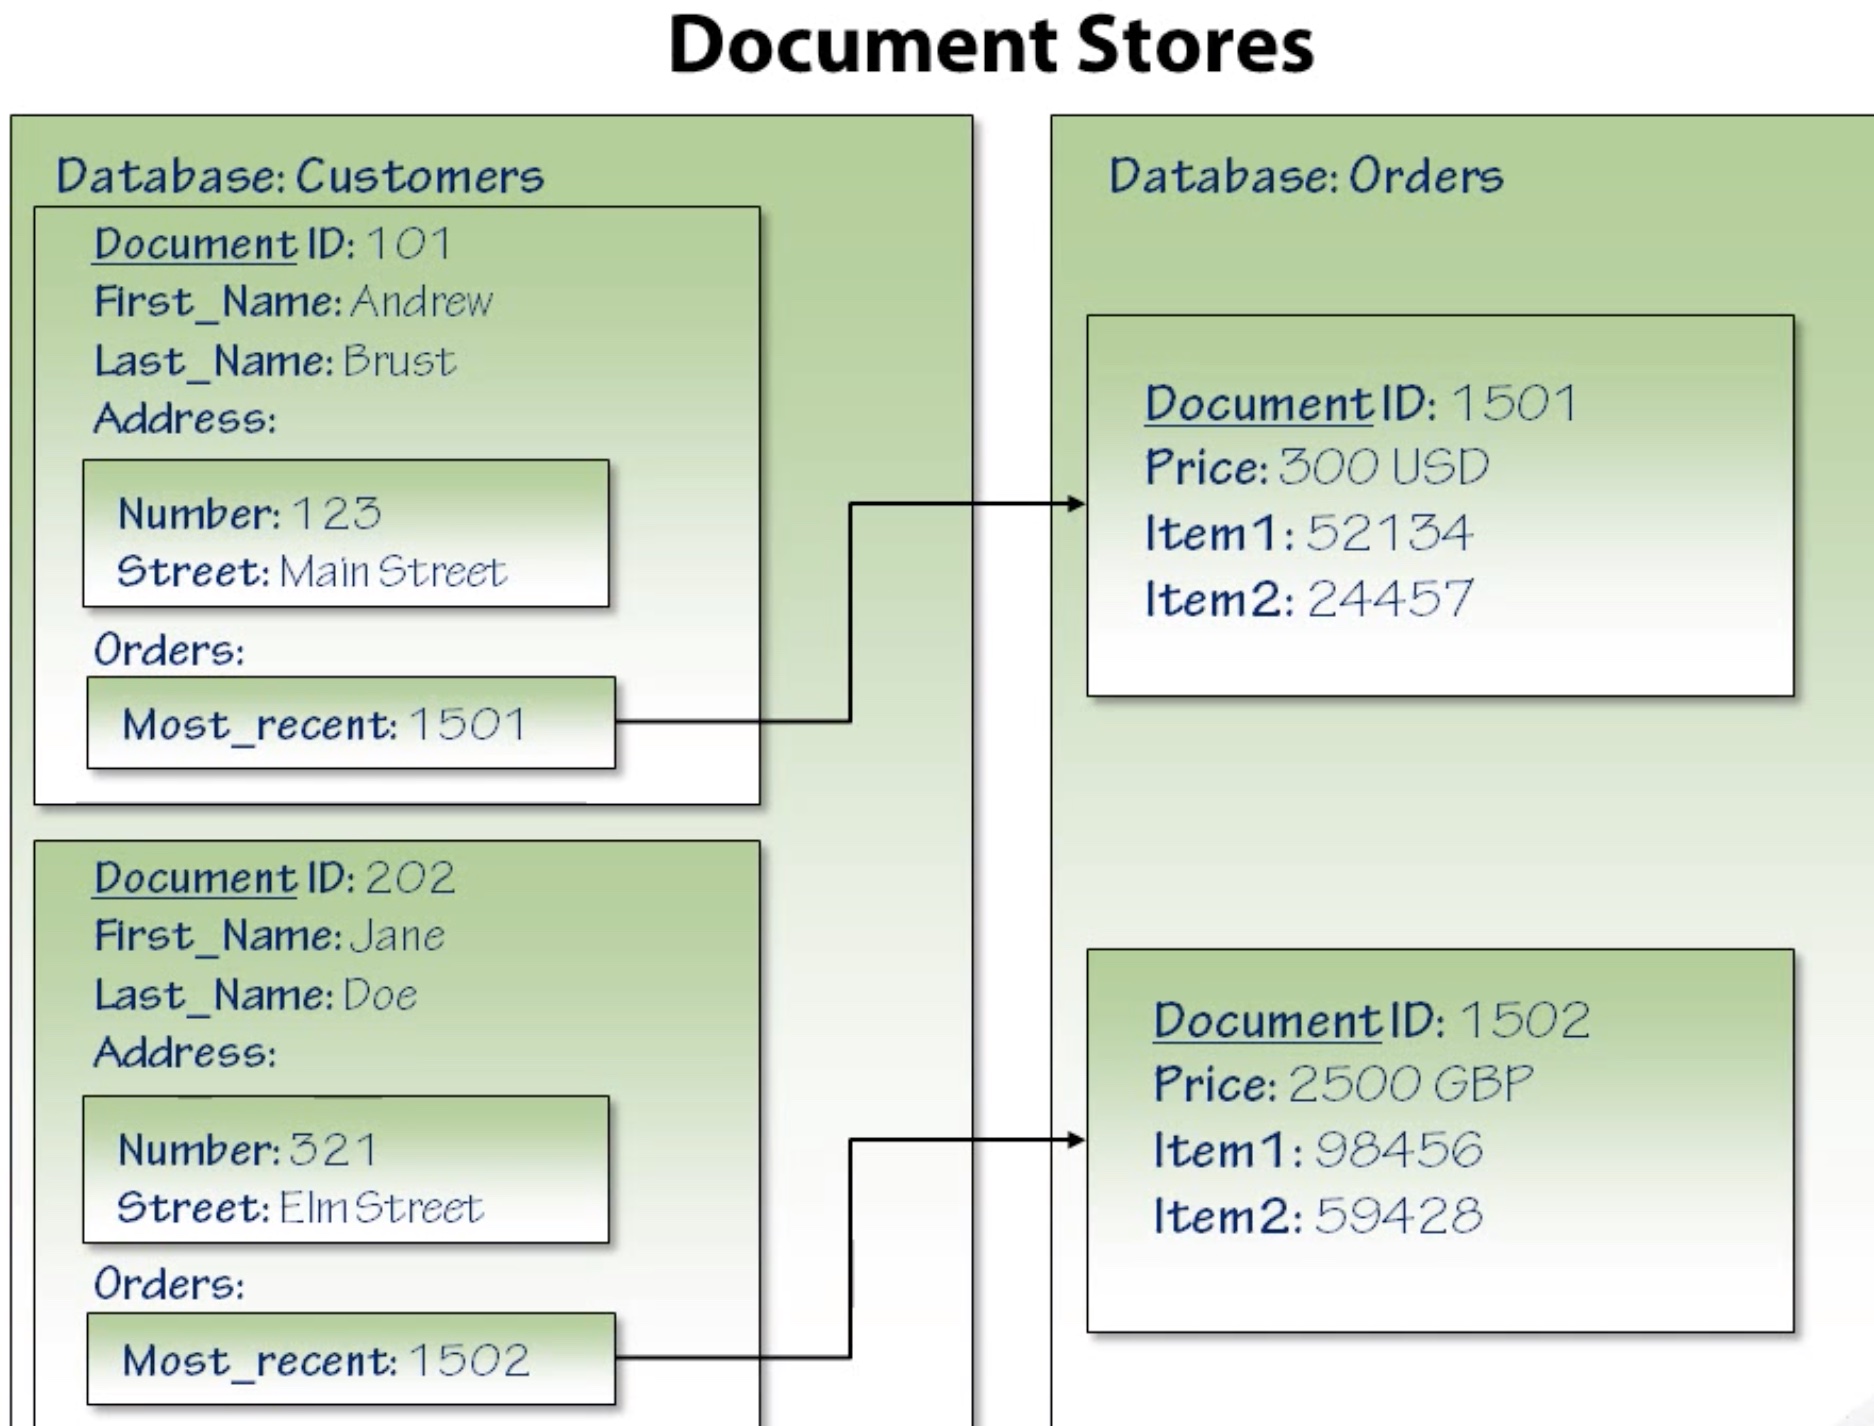 Document Stores
Database: Customers
Document ID: 101
First_Name: Andrew
Last_Name: Brust
Address:
Number: 123
Street: Main Street
Orders:
Most_recent: 1501
Document ID: 202
First_Name: Jane
Last_Name: Doe
Address:
Number: 321
Street: Elm Street
Orders:
Most_recent: 1502
Database: Orders
Document ID: 1501
Price: 300 USD
Item1: 52134
Item2: 24457
Document ID: 1502
Price: 2500 GBP
Item1: 98456
Item2: 59428